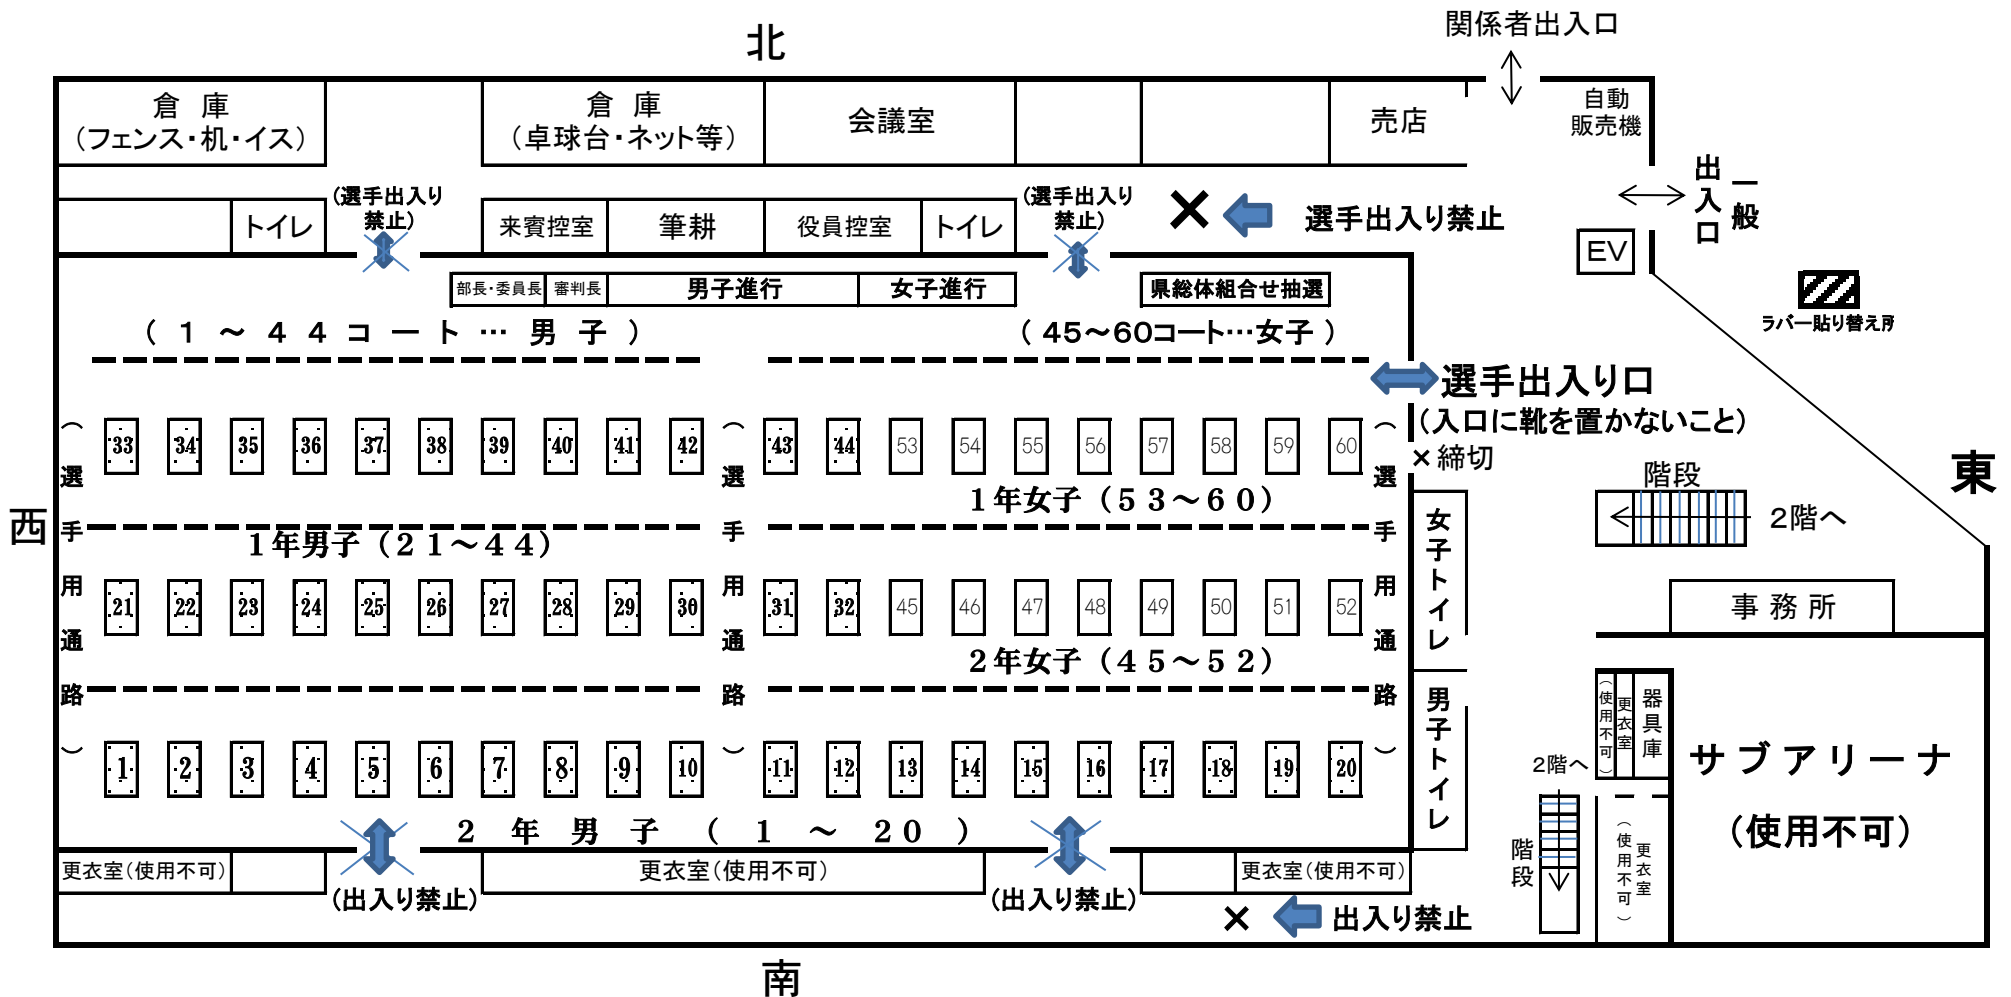 関係者出入口
北
倉 庫
(フェンス・机・イス)
倉 庫
(卓球台・ネット等)
会議室
売店
自動
販売機
一般
出入口
トイレ
(選手出入り
禁止)
来賓控室
筆耕
役員控室
トイレ
(選手出入り
禁止)
×
選手出入り禁止
EV
部長・委員長
審判長
男子進行
女子進行
県総体組合せ抽選
ラバー貼り替え所
(1～44コート…男子)
(45～60コート…女子)
選手出入り口
(入口に靴を置かないこと)
×締切
(選手用通路)
33 34 35 36 37 38 39 40 41 42
(選手用通路)
43 44 53 54 55 56 57 58 59 60
(選手用通路)
1年女子(53～60)
1年男子(21～44)
21 22 23 24 25 26 27 28 29 30
31 32 45 46 47 48 49 50 51 52
2年女子(45～52)
1 2 3 4 5 6 7 8 9 10
11 12 13 14 15 16 17 18 19 20
2年男子(1～20)
西
東
階段
2階へ
女子トイレ
男子トイレ
事務所
(使用不可)
更衣室
器具庫
サブアリーナ
(使用不可)
2階へ
階段
(使用不可)
更衣室
更衣室(使用不可)
更衣室(使用不可)
更衣室(使用不可)
(出入り禁止)
(出入り禁止)
×
出入り禁止
南